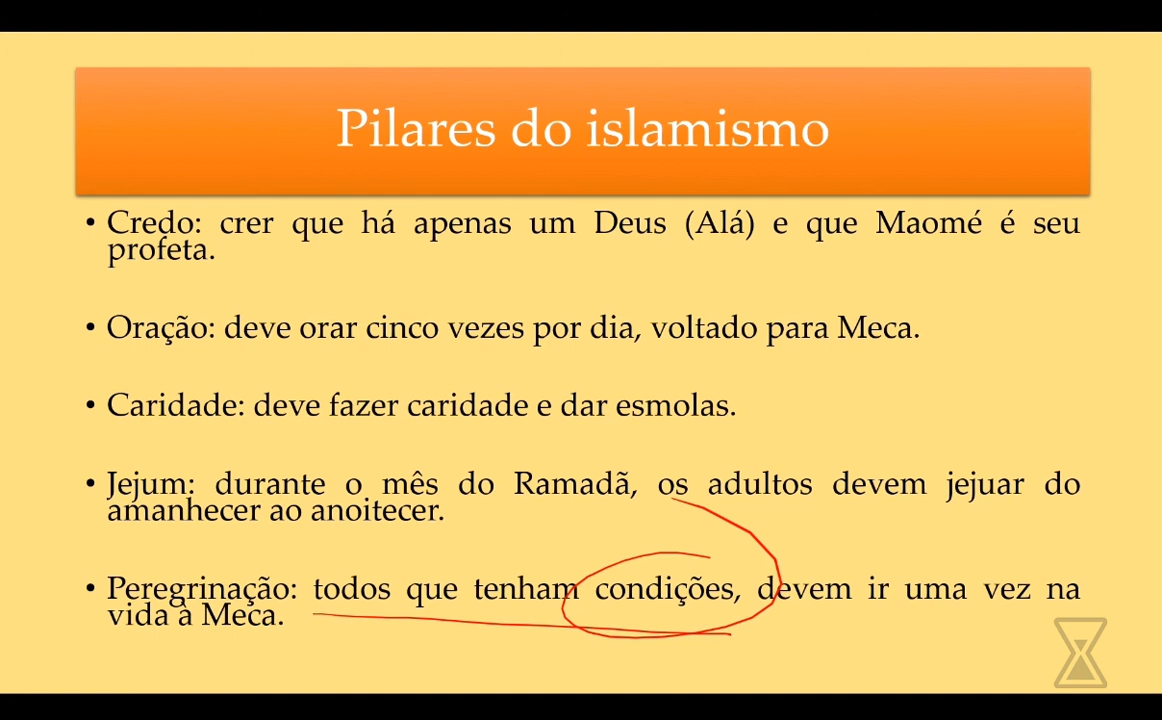 Pilares do islamismo
• Credo: crer que há apenas um Deus (Alá) e que Maomé é seu
profeta.
• Oração: deve orar cinco vezes por dia, voltado para Meca.
• Caridade: deve fazer caridade e dar esmolas.
• Jejum: durante o mês do Ramadã, os adultos devem jejuar do
amanhecer ao anoitecer.
• Peregrinação: todos que tenham condições, devem ir uma vez na
vida à Meca.